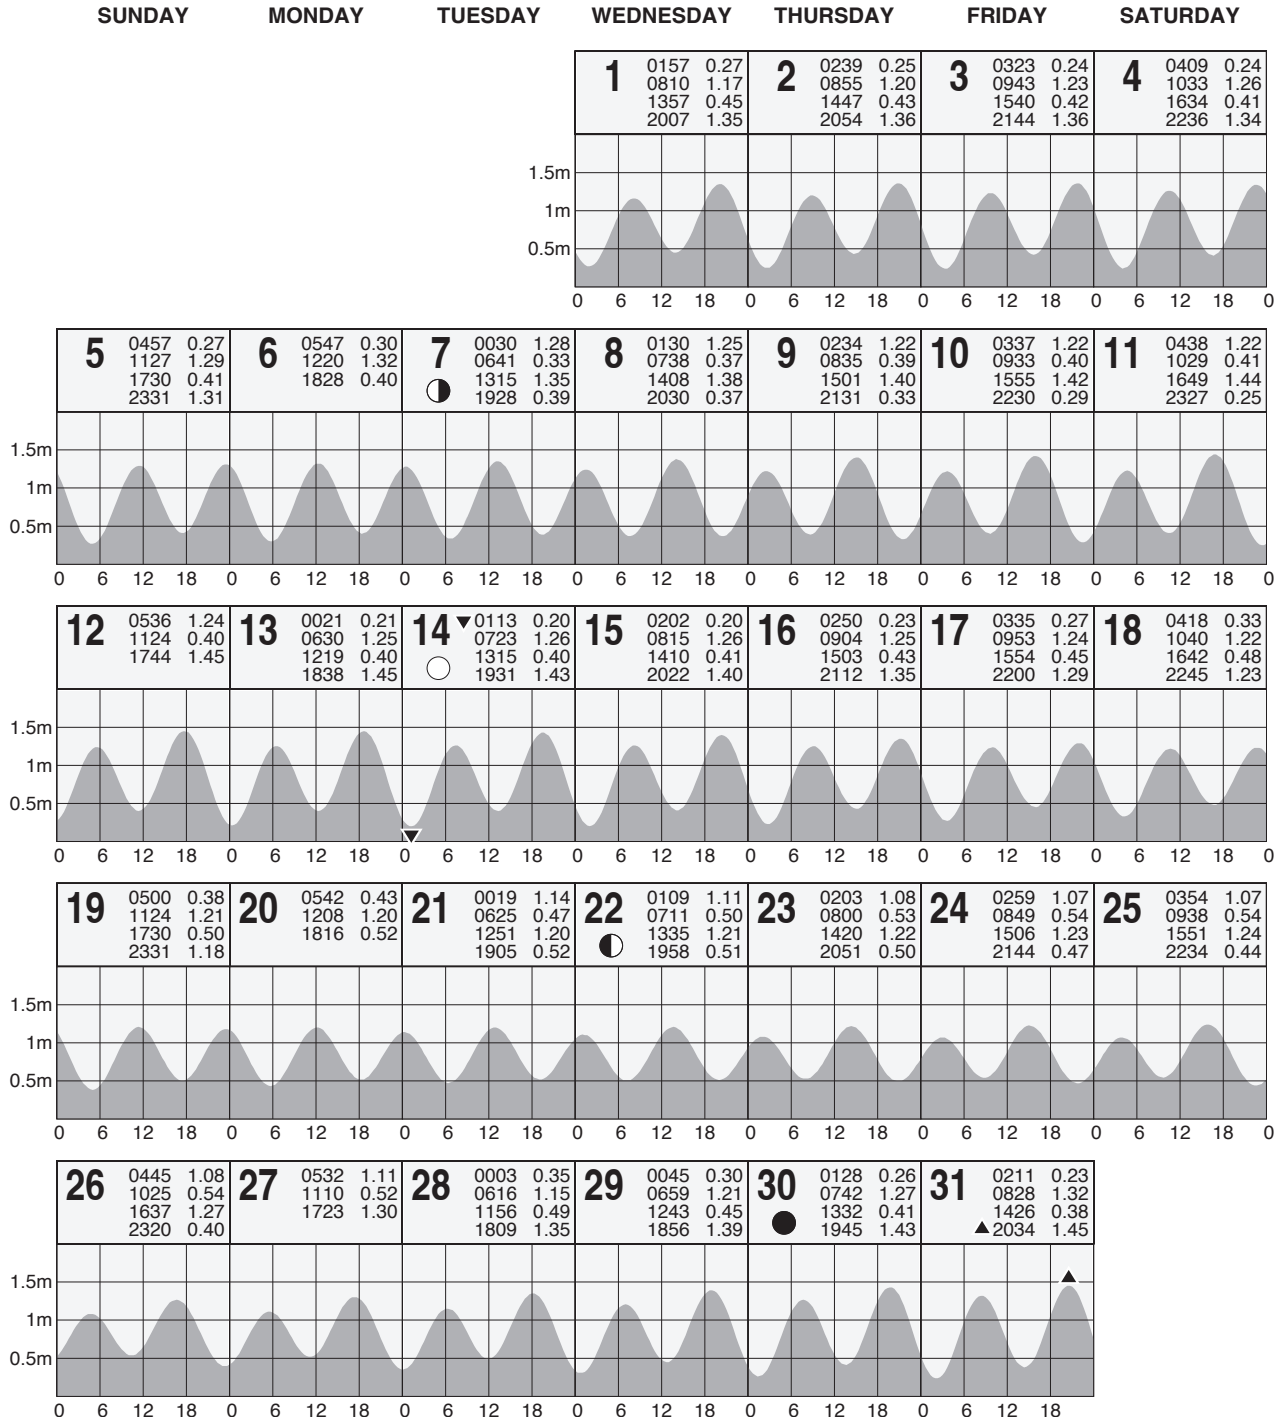 SUNDAY MONDAY TUESDAY WEDNESDAY THURSDAY FRIDAY SATURDAY
1 0157 0.27 2 0239 0.25 3 0323 0.24 4 0409 0.24
0810 1.17 0855 1.20 0943 1.23 1033 1.26
1357 0.45 1447 0.43 1540 0.42 1634 0.41
2007 1.35 2054 1.36 2144 1.36 2236 1.34
1.5m
1m
0.5m
0 6 12 18 0 6 12 18 0 6 12 18 0 6 12 18 0
5 0457 0.27 6 0547 0.30 7 0030 1.28 8 0130 1.25 9 0234 1.22 10 0337 1.22 11 0438 1.22
1127 1.29 1220 1.32 0641 0.33 0738 0.37 0835 0.39 0933 0.40 1029 0.41
1730 0.41 1828 0.40 1315 1.35 1408 1.38 1501 1.40 1555 1.42 1649 1.44
2331 1.31 1928 0.39 2030 0.37 2131 0.33 2230 0.29 2327 0.25
1.5m
1m
0.5m
0 6 12 18 0 6 12 18 0 6 12 18 0 6 12 18 0 6 12 18 0 6 12 18 0 6 12 18 0
12 0536 1.24 13 0021 0.21 14 0113 0.20 15 0202 0.20 16 0250 0.23 17 0335 0.27 18 0418 0.33
1124 0.40 0630 1.25 0723 1.26 0815 1.26 0904 1.25 0953 1.24 1040 1.22
1744 1.45 1219 0.40 1315 0.40 1410 0.41 1503 0.43 1554 0.45 1642 0.48
1838 1.45 1931 1.43 2022 1.40 2112 1.35 2200 1.29 2245 1.23
1.5m
1m
0.5m
0 6 12 18 0 6 12 18 0 6 12 18 0 6 12 18 0 6 12 18 0 6 12 18 0 6 12 18 0
19 0500 0.38 20 0542 0.43 21 0019 1.14 22 0109 1.11 23 0203 1.08 24 0259 1.07 25 0354 1.07
1124 1.21 1208 1.20 0625 0.47 0711 0.50 0800 0.53 0849 0.54 0938 0.54
1730 0.50 1816 0.52 1251 1.20 1335 1.21 1420 1.22 1506 1.23 1551 1.24
2331 1.18 1905 0.52 1958 0.51 2051 0.50 2144 0.47 2234 0.44
1.5m
1m
0.5m
0 6 12 18 0 6 12 18 0 6 12 18 0 6 12 18 0 6 12 18 0 6 12 18 0 6 12 18 0
26 0445 1.08 27 0532 1.11 28 0003 0.35 29 0045 0.30 30 0128 0.26 31 0211 0.23
1025 0.54 1110 0.52 0616 1.15 0659 1.21 0742 1.27 0828 1.32
1637 1.27 1723 1.30 1156 0.49 1243 0.45 1332 0.41 1426 0.38
2320 0.40 1809 1.35 1856 1.39 1945 1.43 2034 1.45
1.5m
1m
0.5m
0 6 12 18 0 6 12 18 0 6 12 18 0 6 12 18 0 6 12 18 0 6 12 18